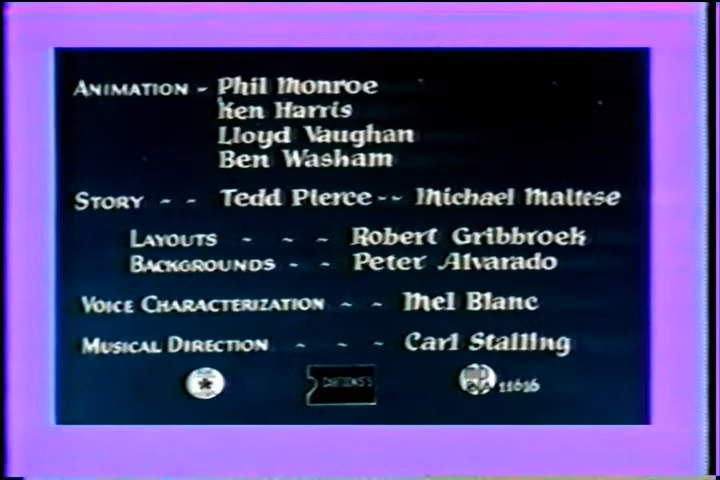 ANIMATION - Phil Monroe
Ken Harris
Lloyd Vaughan
Ben Washam
STORY - - Tedd Pierce -- Michael Maltese
LAYOUTS - - - Robert Gribbroek
BACKGROUNDS - - Peter Alvarado
VOICE CHARACTERIZATION - - Mel Blanc
MUSICAL DIRECTION - - - Carl Stalling
11616